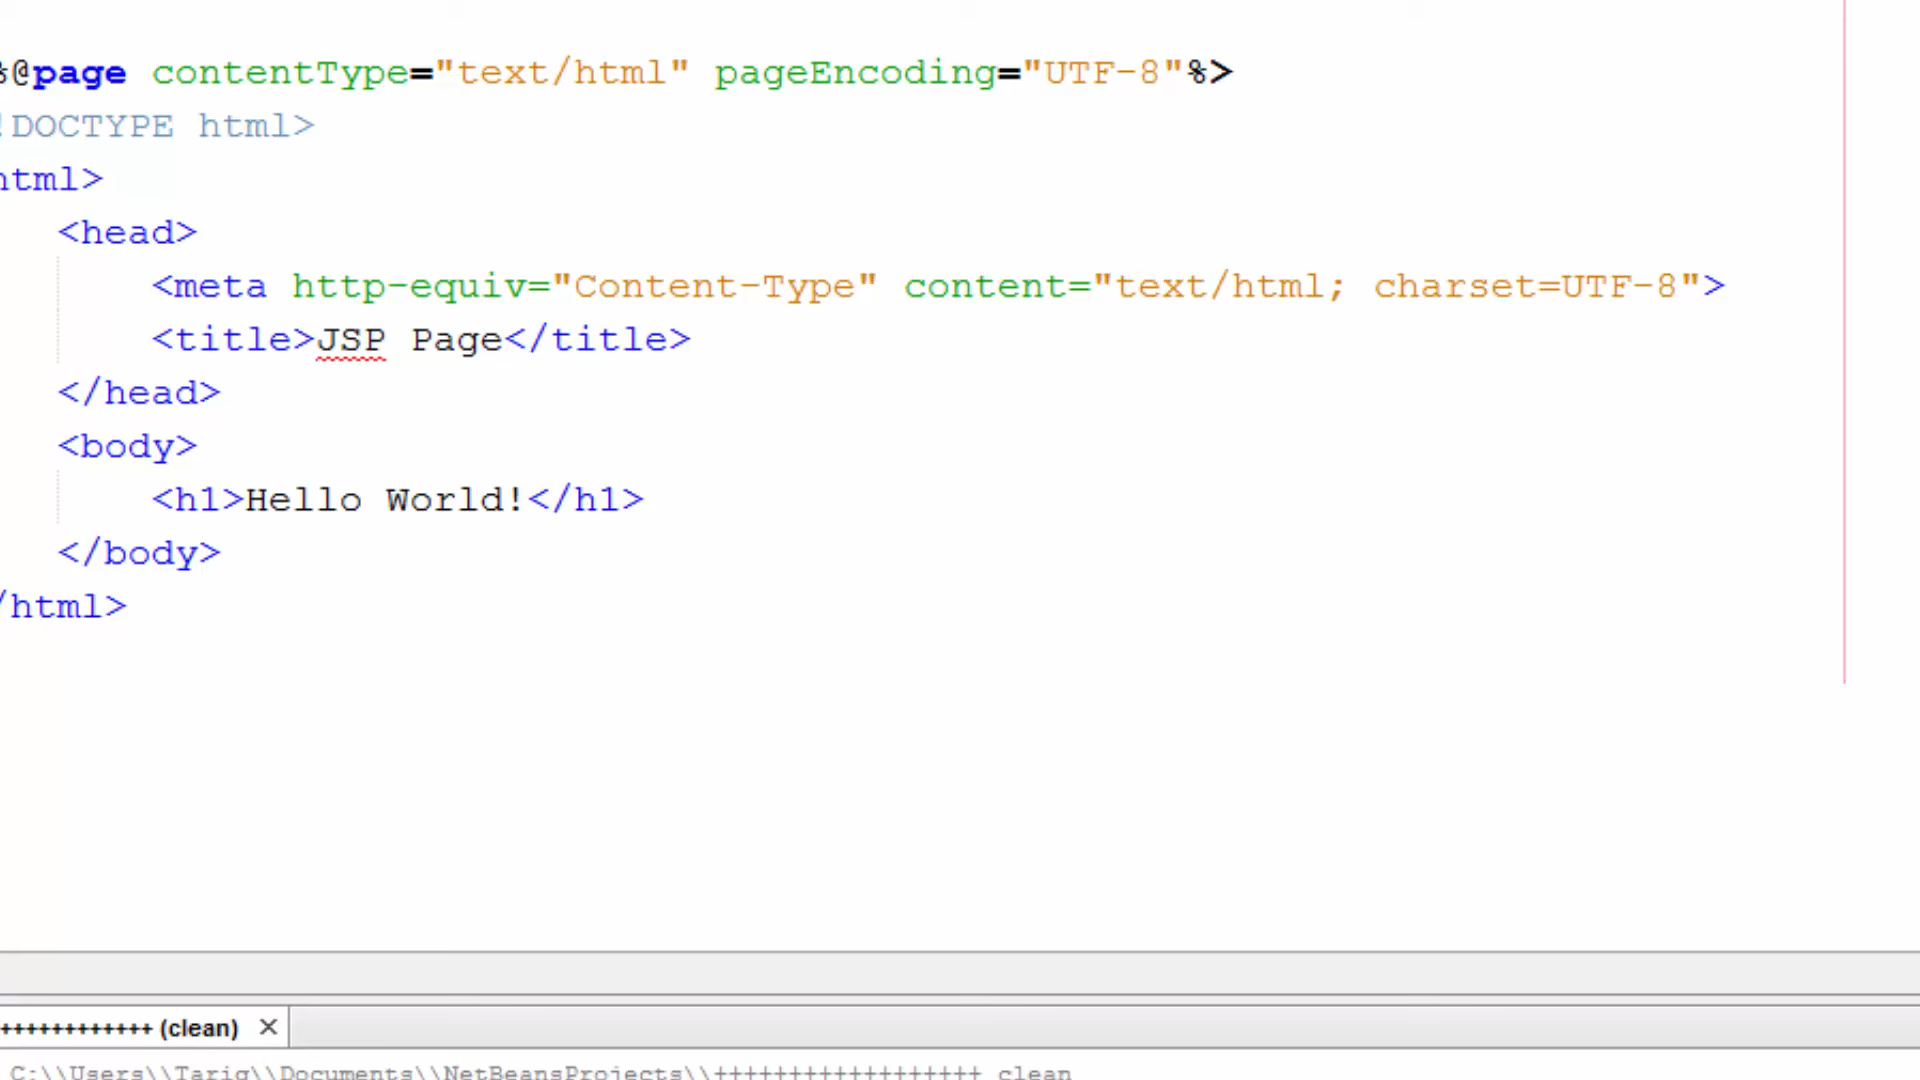 %@page contentType="text/html" pageEncoding="UTF-8"%>
!DOCTYPE html>
html>
<head>
<meta http-equiv="Content-Type" content="text/html; charset=UTF-8">
<title>JSP Page</title>
</head>
<body>
<h1>Hello World!</h1>
</body>
/html>
++++++++++++ (clean) ×
C:\\Users\\Tariq\\Documents\\NetBeansProjects\\++++++++++++++++++ clean